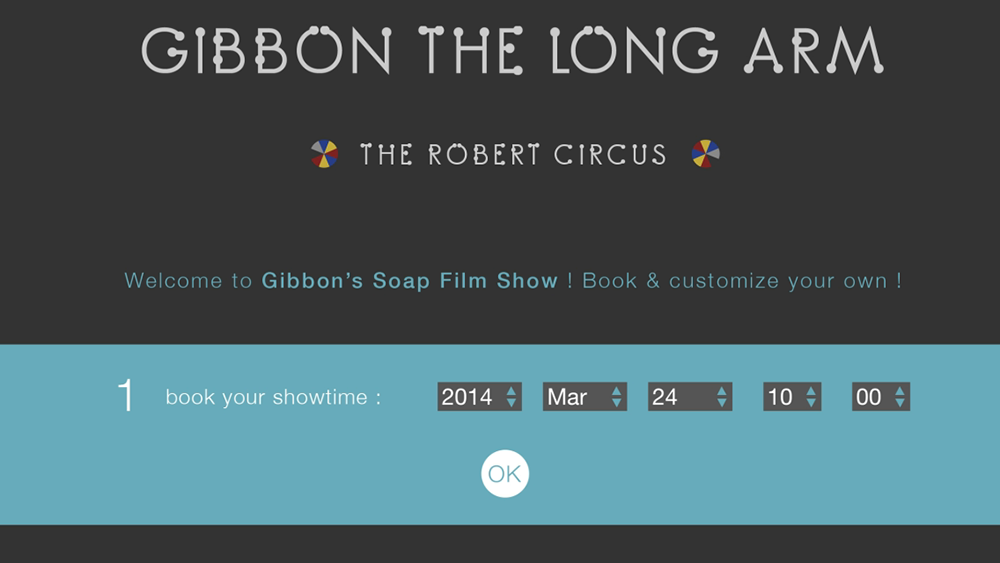 GIBBON THE LONG ARM
THE ROBERT CIRCUS
Welcome to Gibbon's Soap Film Show ! Book & customize your own !
1 book your showtime : 2014 Mar 24 10 00
OK